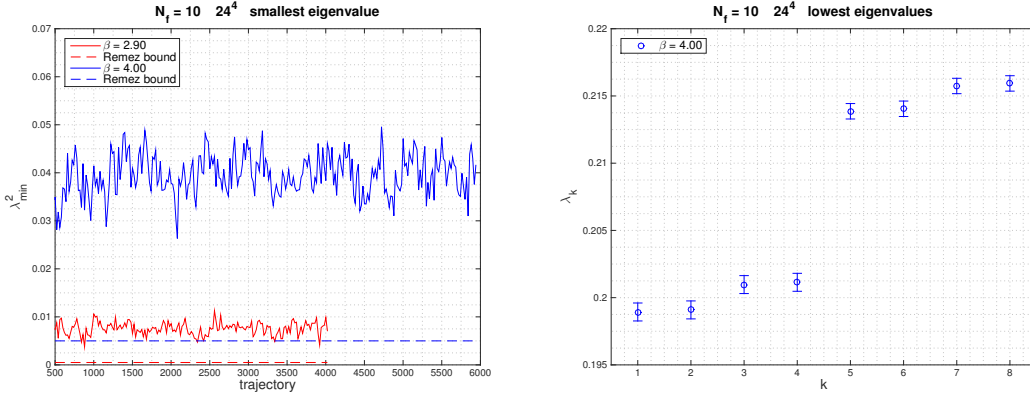 N_f = 10 24^4 smallest eigenvalue
0.07
0.06
0.05
0.04
0.03
0.02
0.01
0
λ²_min
β = 2.90
Remez bound
β = 4.00
Remez bound
500 1000 1500 2000 2500 3000 3500 4000 4500 5000 5500 6000
trajectory
N_f = 10 24^4 lowest eigenvalues
0.22
0.215
0.21
0.205
0.2
0.195
λ_k
β = 4.00
1 2 3 4 5 6 7 8
k